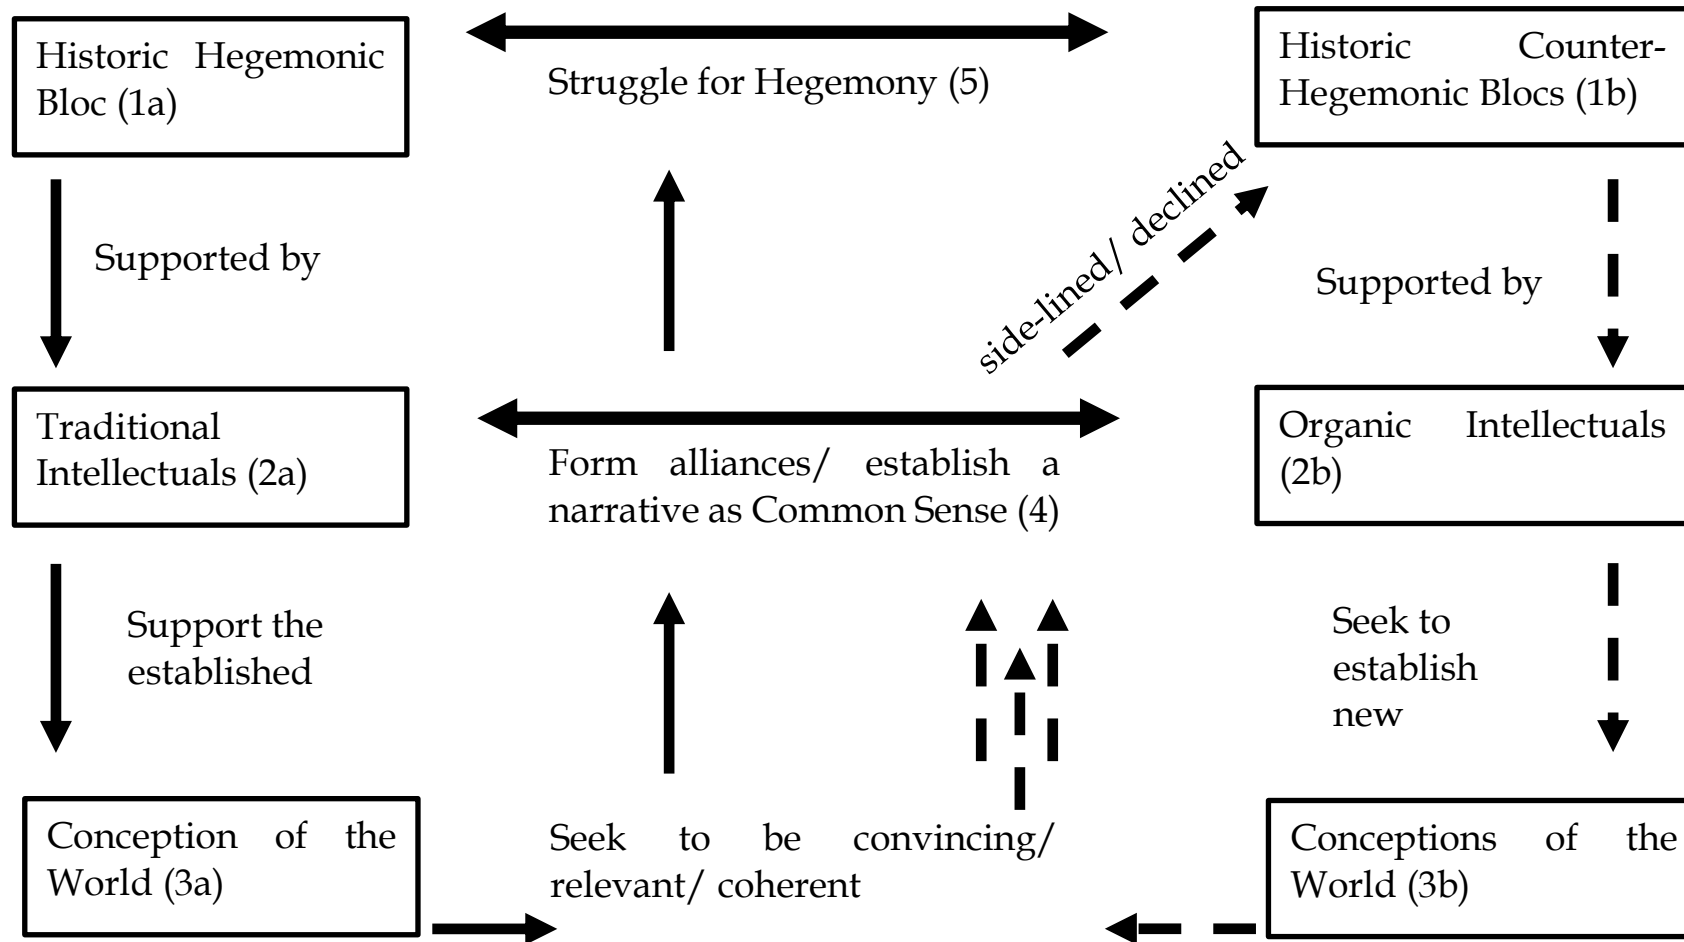 Historic Hegemonic
Bloc (1a)
Struggle for Hegemony (5)
Historic Counter-
Hegemonic Blocs (1b)
Supported by
side-lined/ declined
Supported by
Traditional
Intellectuals (2a)
Form alliances/ establish a
narrative as Common Sense (4)
Organic Intellectuals
(2b)
Support the
established
Seek to
establish
new
Conception of the
World (3a)
Seek to be convincing/
relevant/ coherent
Conceptions of the
World (3b)